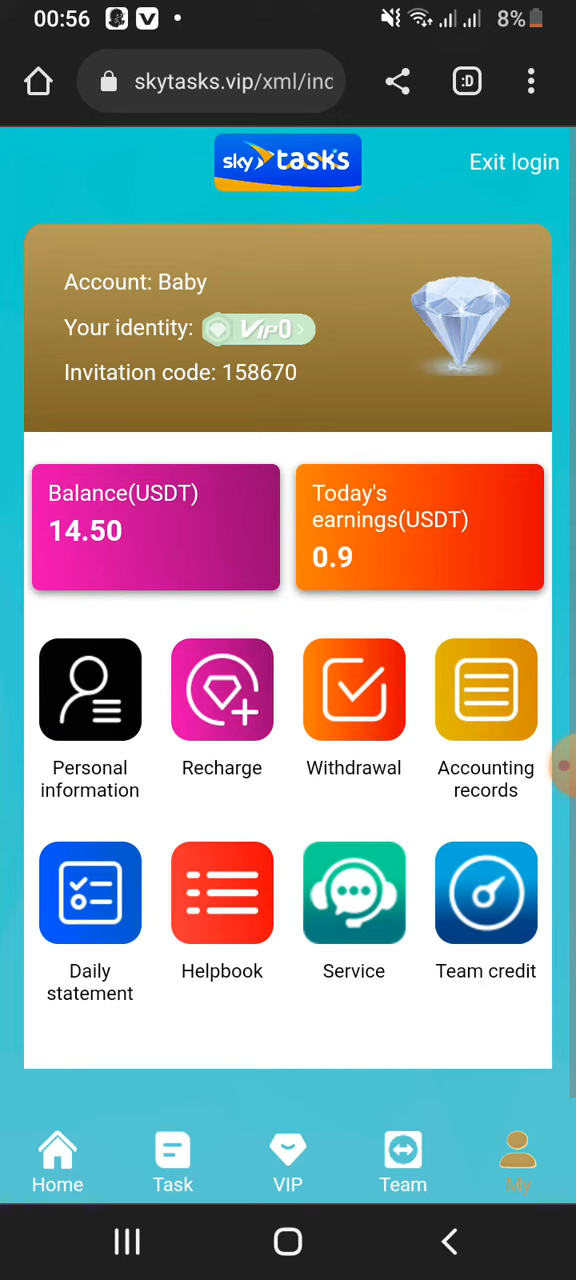 00:56
8%
skytasks.vip/xml/ind
:D
sky tasks
Exit login
Account: Baby
Your identity: VIP0
Invitation code: 158670
Balance(USDT)
14.50
Today's
earnings(USDT)
0.9
Personal
information
Recharge
Withdrawal
Accounting
records
Daily
statement
Helpbook
Service
Team credit
Home
Task
VIP
Team
My